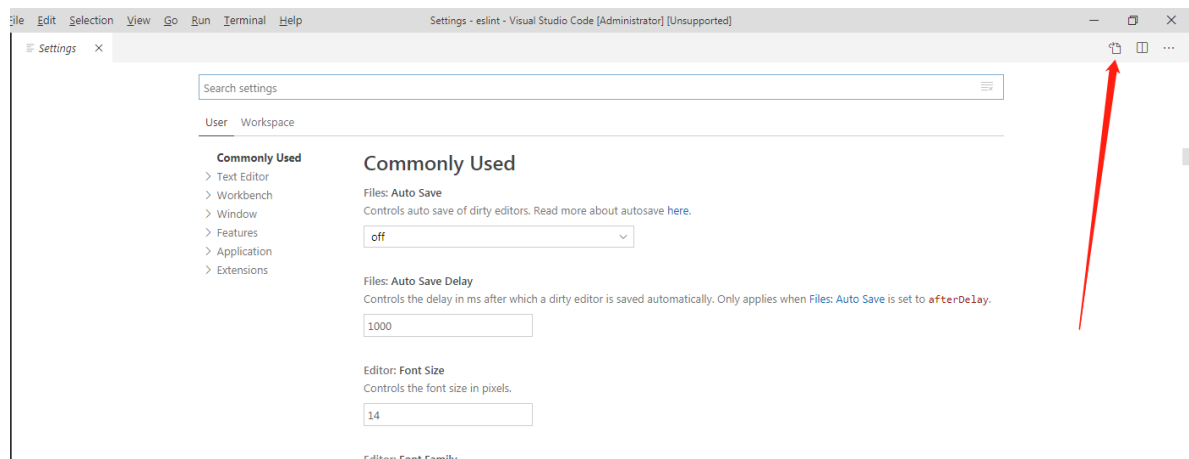 File Edit Selection View Go Run Terminal Help Settings - eslint - Visual Studio Code [Administrator] [Unsupported]
Settings
Search settings
User Workspace
Commonly Used
Text Editor
Workbench
Window
Features
Application
Extensions
Commonly Used
Files: Auto Save
Controls auto save of dirty editors. Read more about autosave here.
off
Files: Auto Save Delay
Controls the delay in ms after which a dirty editor is saved automatically. Only applies when Files: Auto Save is set to afterDelay.
1000
Editor: Font Size
Controls the font size in pixels.
14
Editor: Font Family